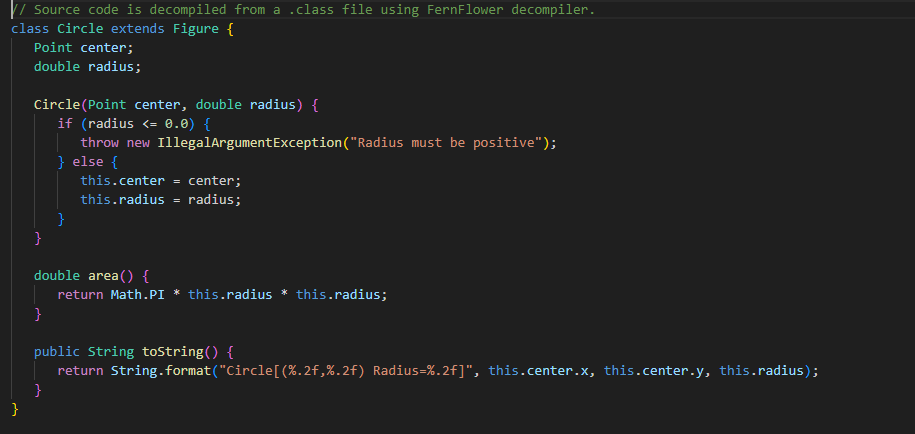 // Source code is decompiled from a .class file using FernFlower decompiler.
class Circle extends Figure {
   Point center;
   double radius;

   Circle(Point center, double radius) {
      if (radius <= 0.0) {
         throw new IllegalArgumentException("Radius must be positive");
      } else {
         this.center = center;
         this.radius = radius;
      }
   }

   double area() {
      return Math.PI * this.radius * this.radius;
   }

   public String toString() {
      return String.format("Circle[(%.2f,%.2f) Radius=%.2f]", this.center.x, this.center.y, this.radius);
   }
}